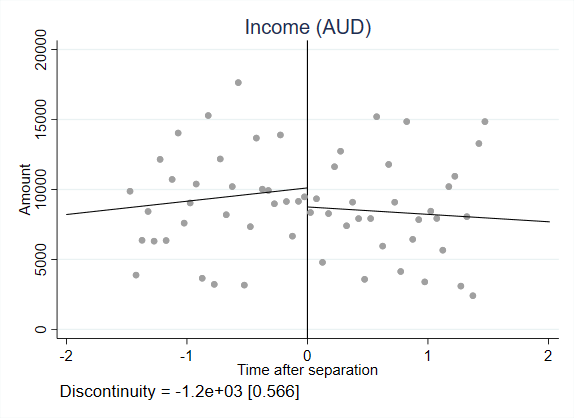 Income (AUD)
20000
15000
10000
5000
0
Amount
-2 -1 0 1 2
Time after separation
Discontinuity = -1.2e+03 [0.566]